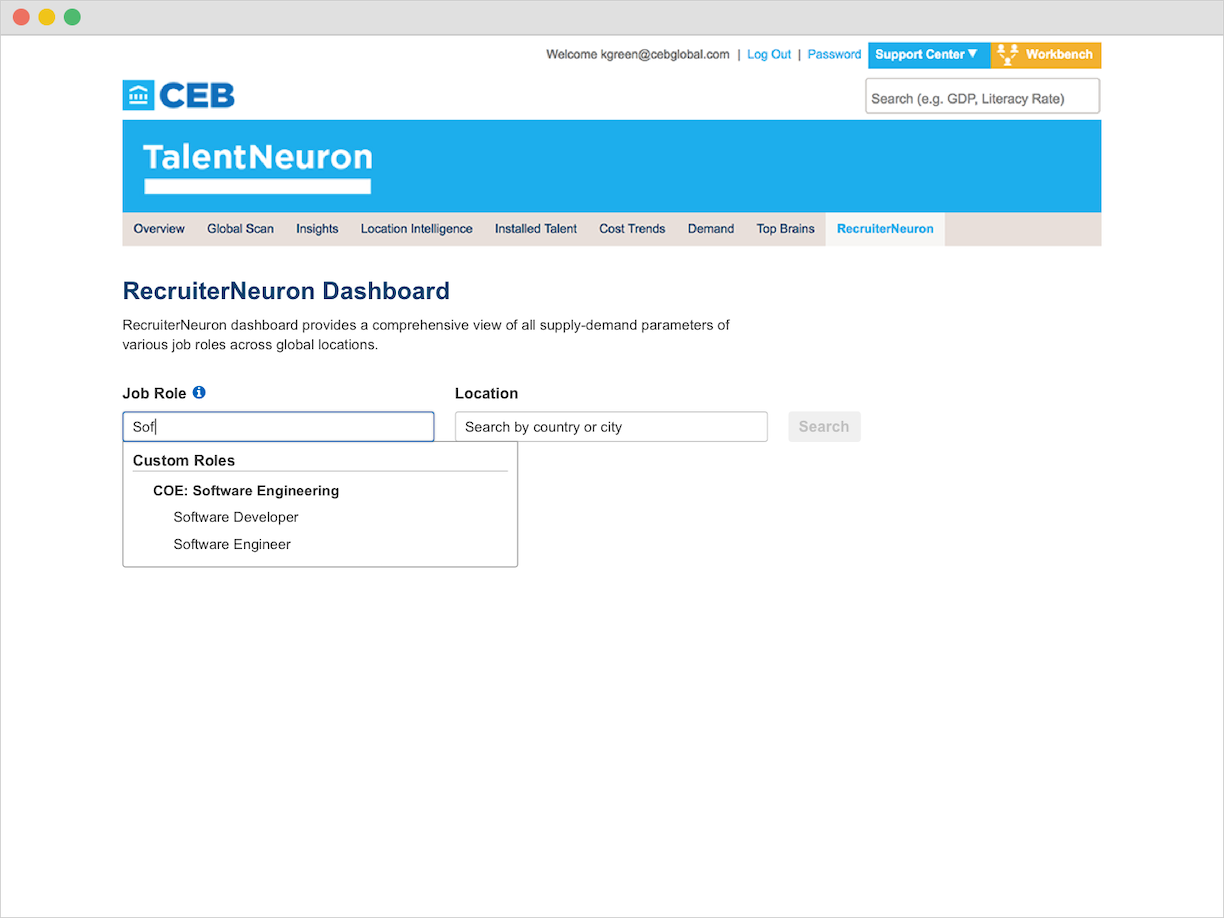 Welcome kgreen@cebglobal.com | Log Out | Password Support Center ▼ Workbench
CEB
Search (e.g. GDP, Literacy Rate)
TalentNeuron
Overview Global Scan Insights Location Intelligence Installed Talent Cost Trends Demand Top Brains RecruiterNeuron
RecruiterNeuron Dashboard
RecruiterNeuron dashboard provides a comprehensive view of all supply-demand parameters of
various job roles across global locations.
Job Role i Location
Sof Search by country or city Search
Custom Roles
COE: Software Engineering
Software Developer
Software Engineer